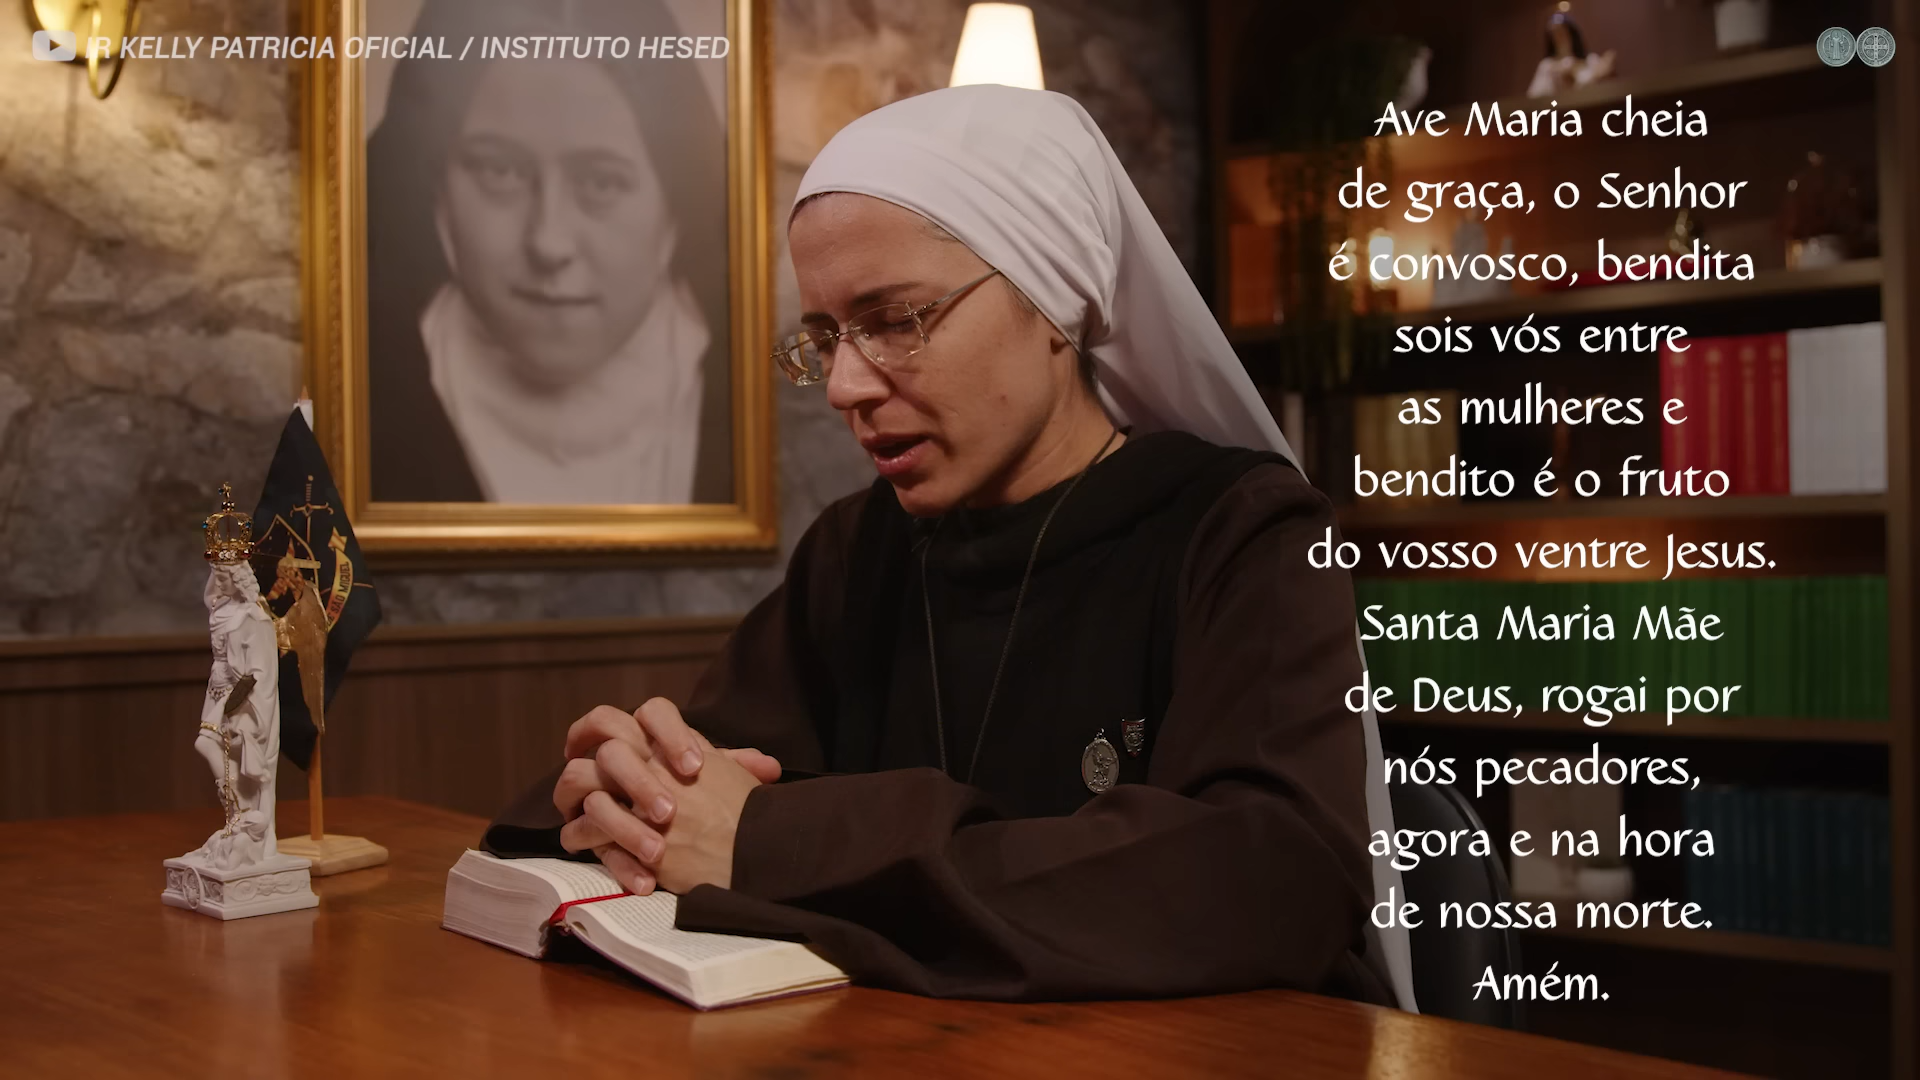 IR KELLY PATRICIA OFICIAL / INSTITUTO HESED
Ave Maria cheia
de graça, o Senhor
é convosco, bendita
sois vós entre
as mulheres e
bendito é o fruto
do vosso ventre Jesus.
Santa Maria Mãe
de Deus, rogai por
nós pecadores,
agora e na hora
de nossa morte.
Amém.
SÃO MIGUEL